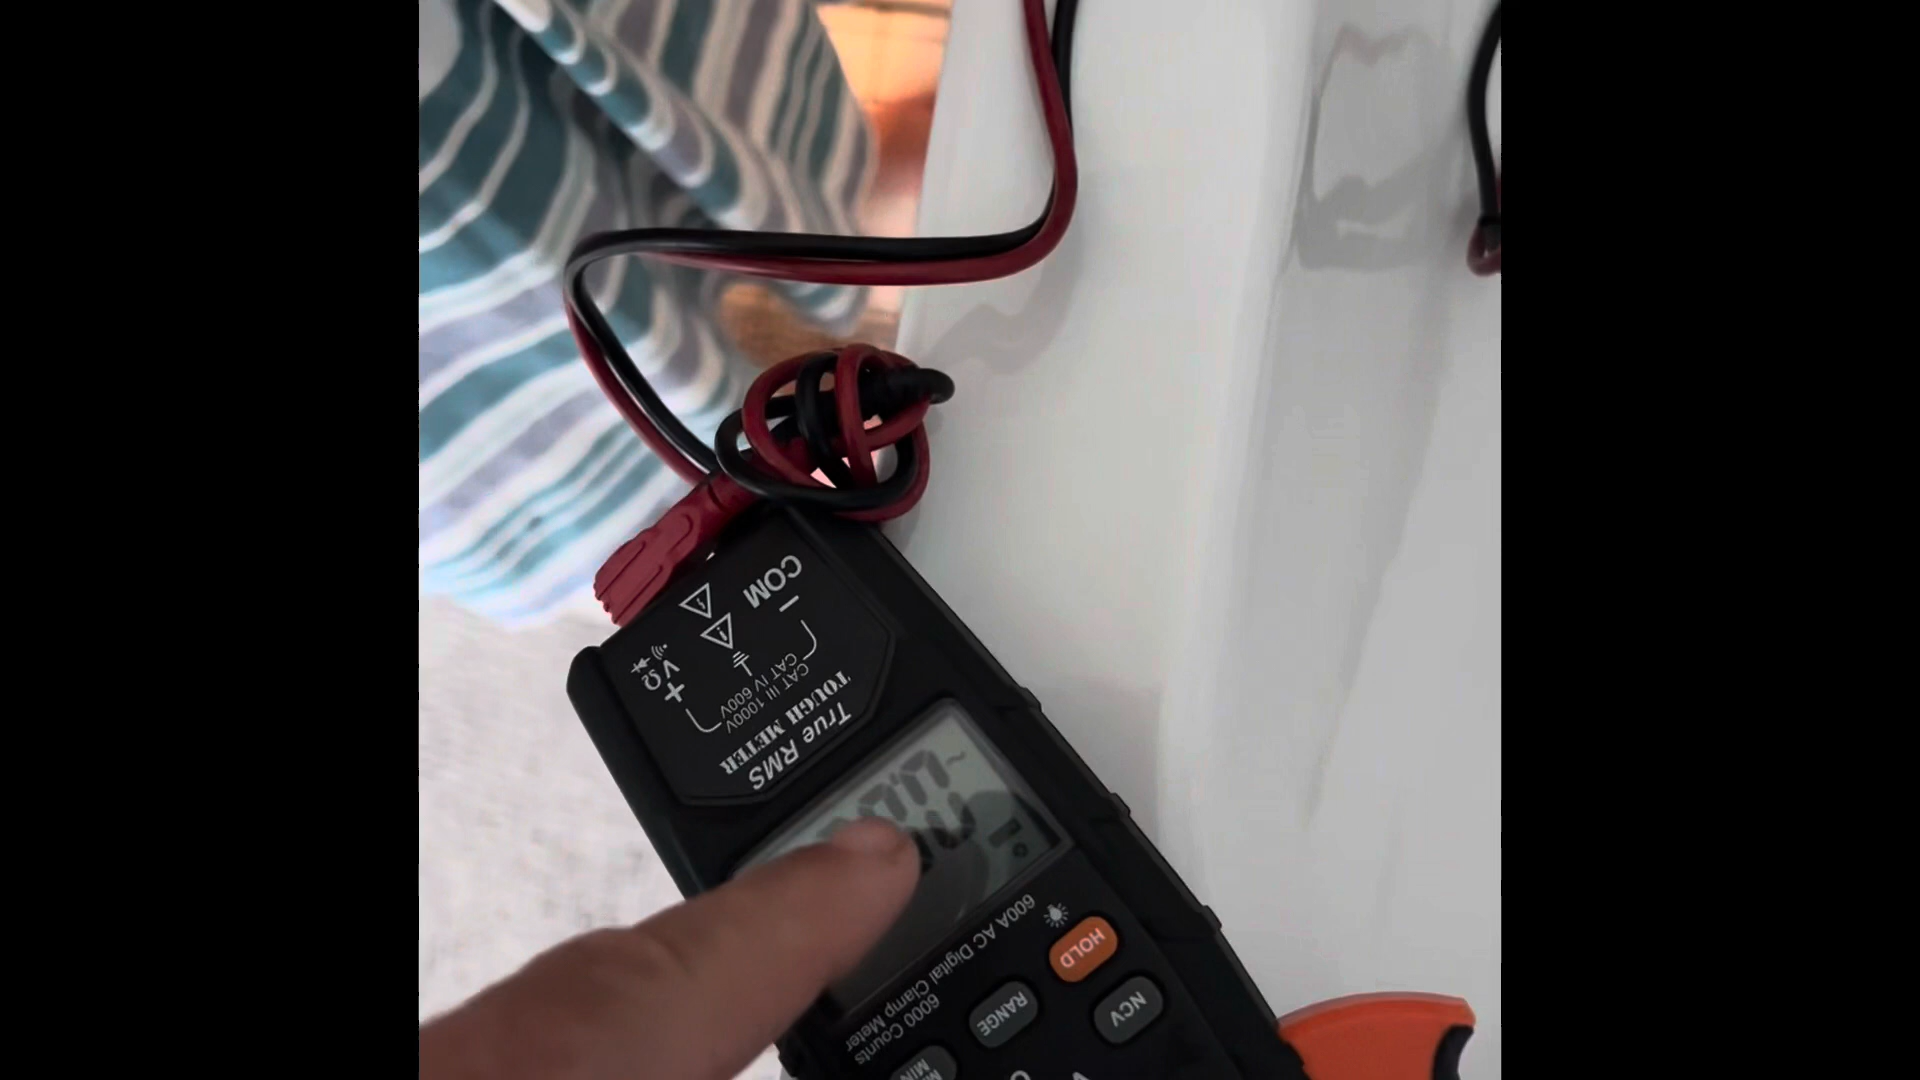 COM
VΩ
CAT III 1000V
CAT IV 600V
TOUGH METER
True RMS
600A AC Digital Clamp Meter
6000 Counts
HOLD
RANGE
NCV